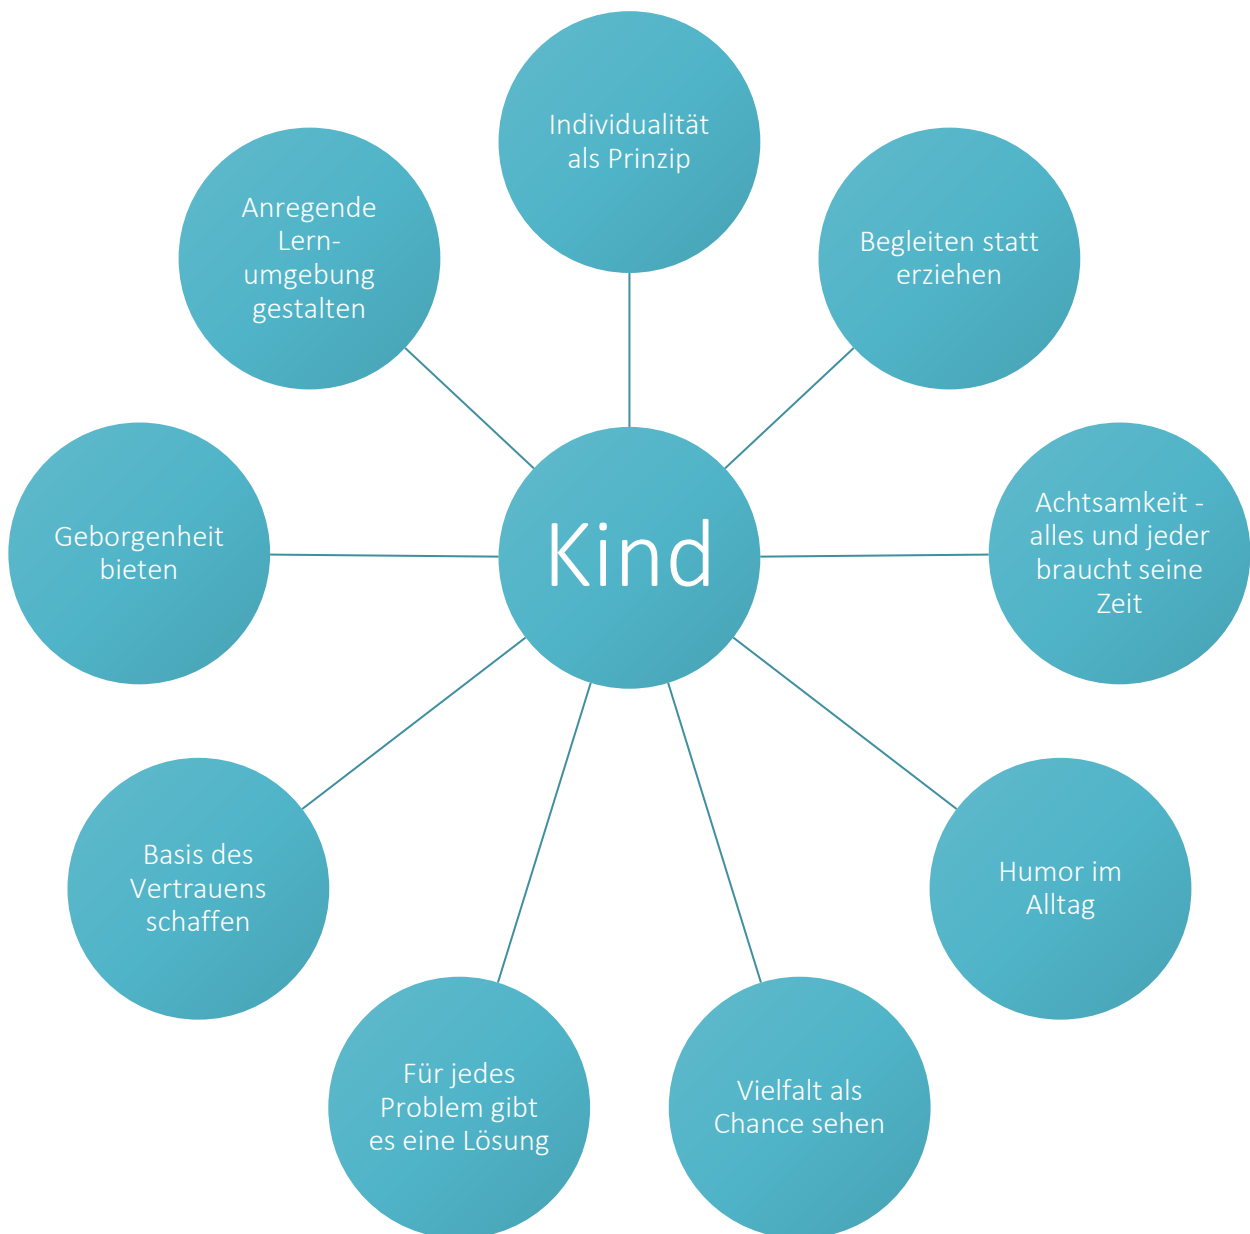 Individualität
als Prinzip
Begleiten statt
erziehen
Achtsamkeit -
alles und jeder
braucht seine
Zeit
Humor im
Alltag
Vielfalt als
Chance sehen
Für jedes
Problem gibt
es eine Lösung
Basis des
Vertrauens
schaffen
Geborgenheit
bieten
Anregende
Lern-
umgebung
gestalten
Kind